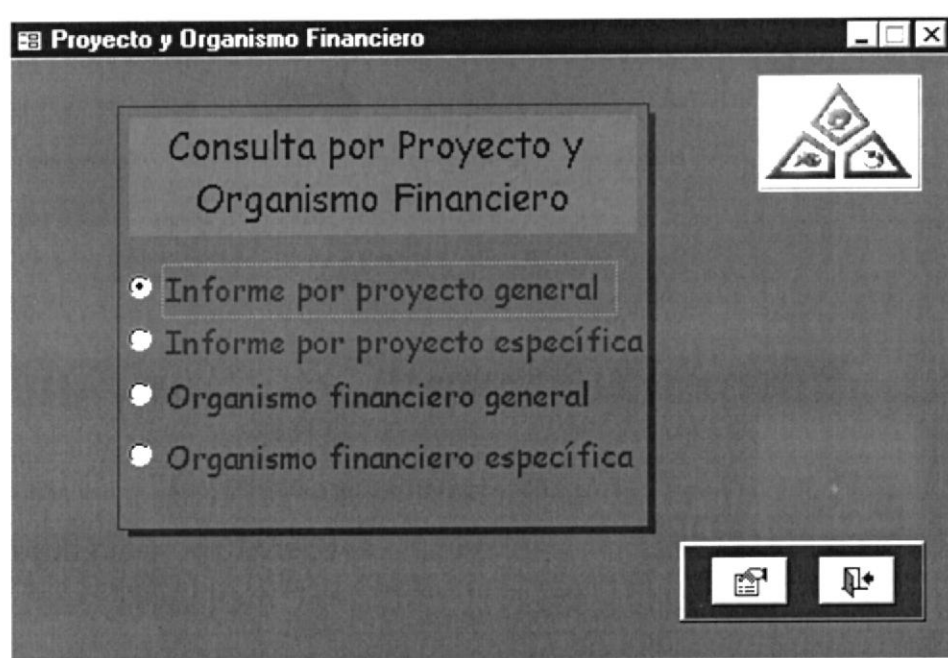 Proyecto y Organismo Financiero
Consulta por Proyecto y
Organismo Financiero
Informe por proyecto general
Informe por proyecto específica
Organismo financiero general
Organismo financiero específica